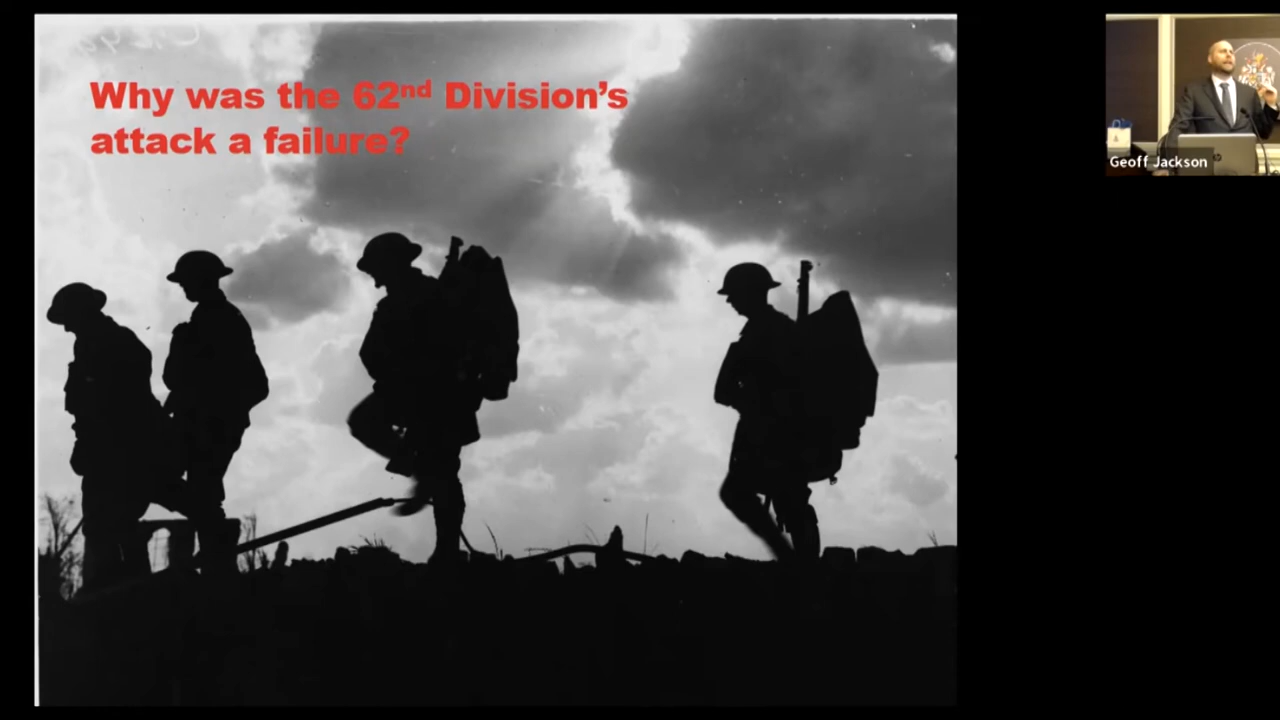 Why was the 62nd Division's
attack a failure?
Geoff Jackson